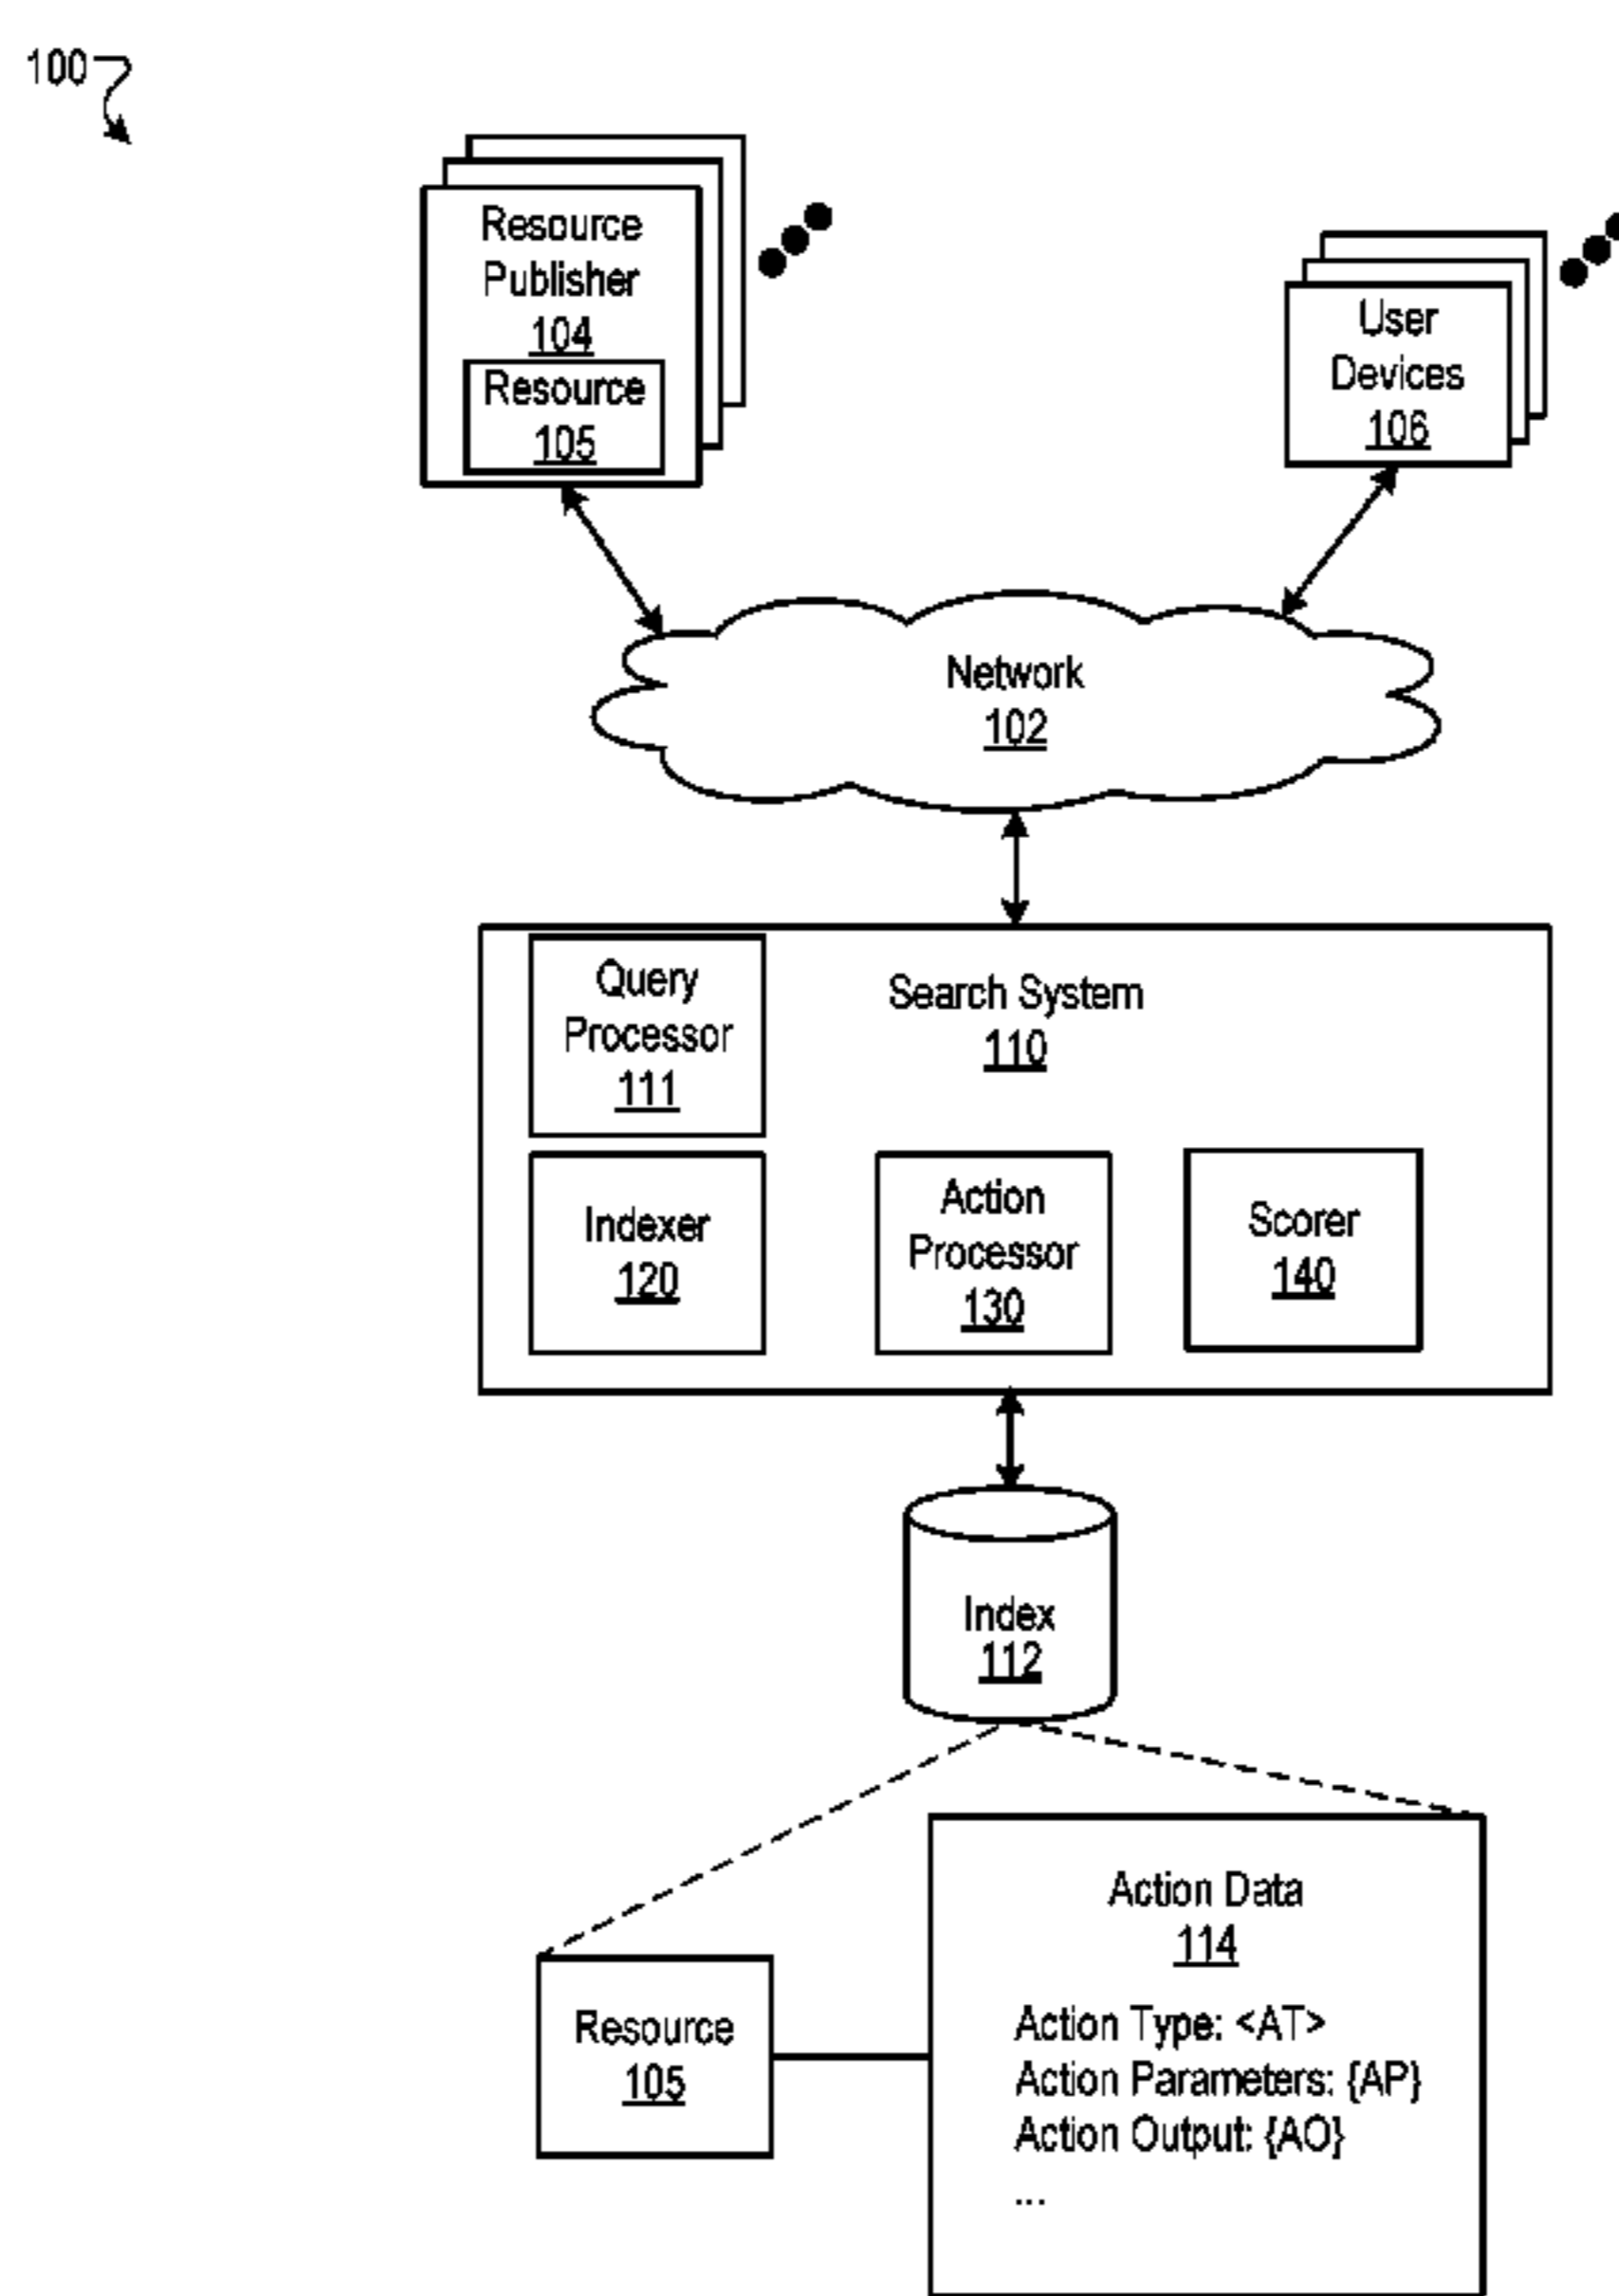 100
Resource
Publisher
104
Resource
105
User
Devices
106
Network
102
Query
Processor
111
Search System
110
Indexer
120
Action
Processor
130
Scorer
140
Index
112
Action Data
114
Action Type: <AT>
Action Parameters: {AP}
Action Output: {AO}
...
Resource
105